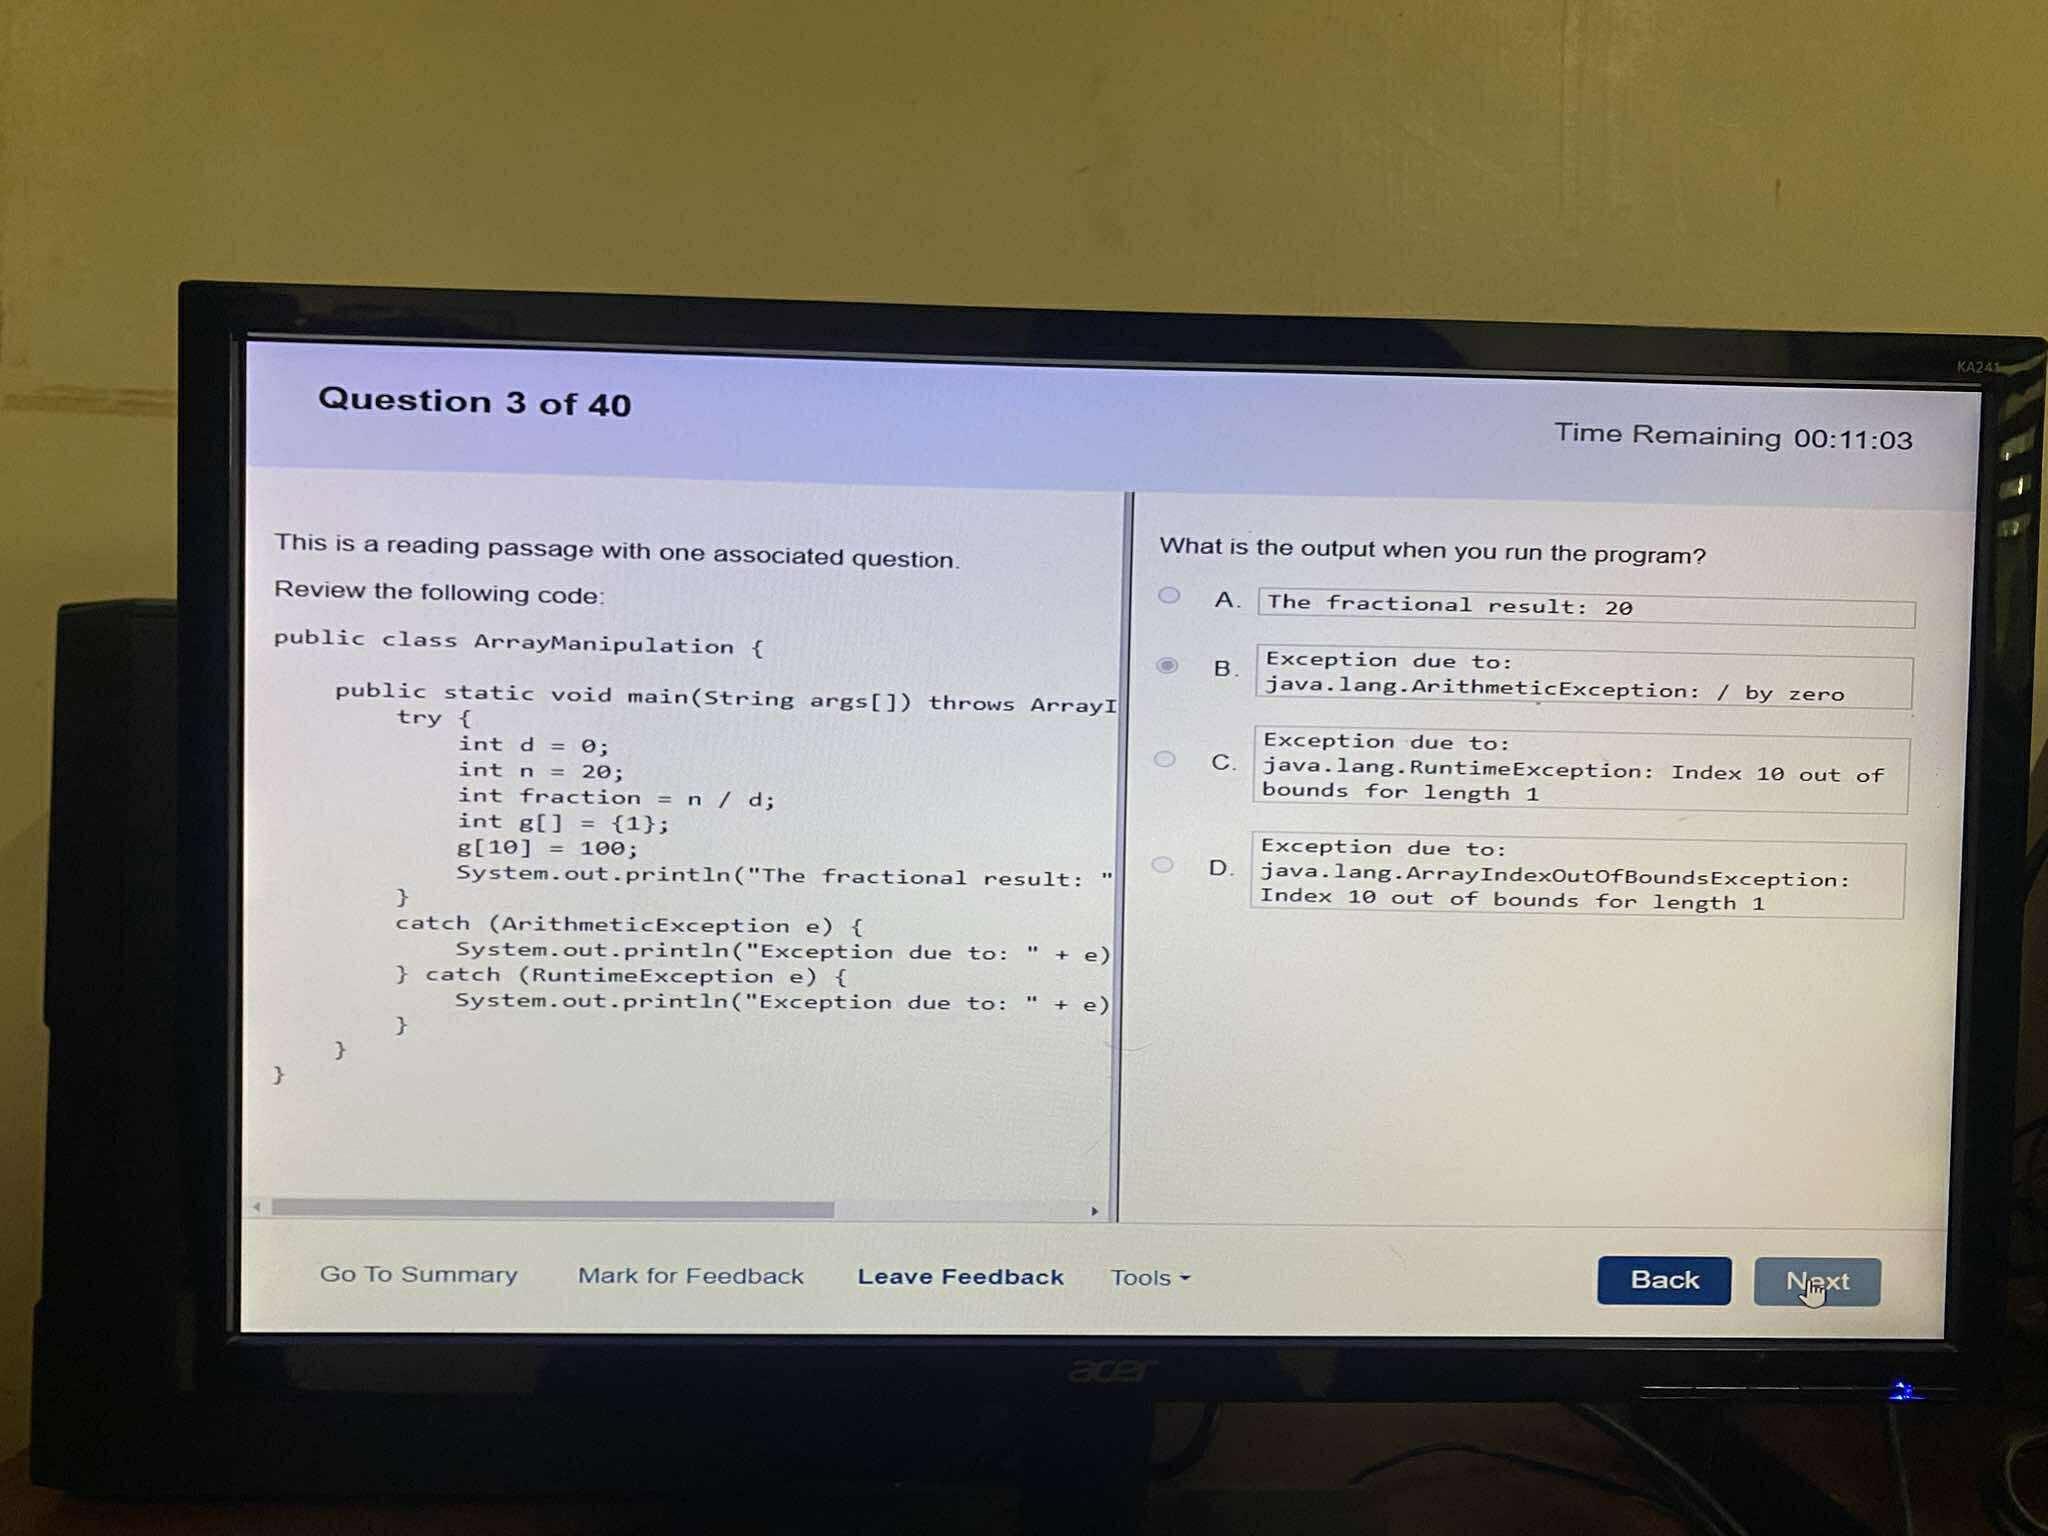 KA241
Question 3 of 40
Time Remaining 00:11:03
This is a reading passage with one associated question.
Review the following code:
public class ArrayManipulation {
public static void main(String args[]) throws ArrayI
try {
int d = 0;
int n = 20;
int fraction = n / d;
int g[] = {1};
g[10] = 100;
System.out.println("The fractional result: "
}
catch (ArithmeticException e) {
System.out.println("Exception due to: " + e)
} catch (RuntimeException e) {
System.out.println("Exception due to: " + e)
}
}
}
What is the output when you run the program?
A. The fractional result: 20
B. Exception due to:
java.lang.ArithmeticException: / by zero
C. Exception due to:
java.lang.RuntimeException: Index 10 out of
bounds for length 1
D. Exception due to:
java.lang.ArrayIndexOutOfBoundsException:
Index 10 out of bounds for length 1
Go To Summary Mark for Feedback Leave Feedback Tools Back Next
acer